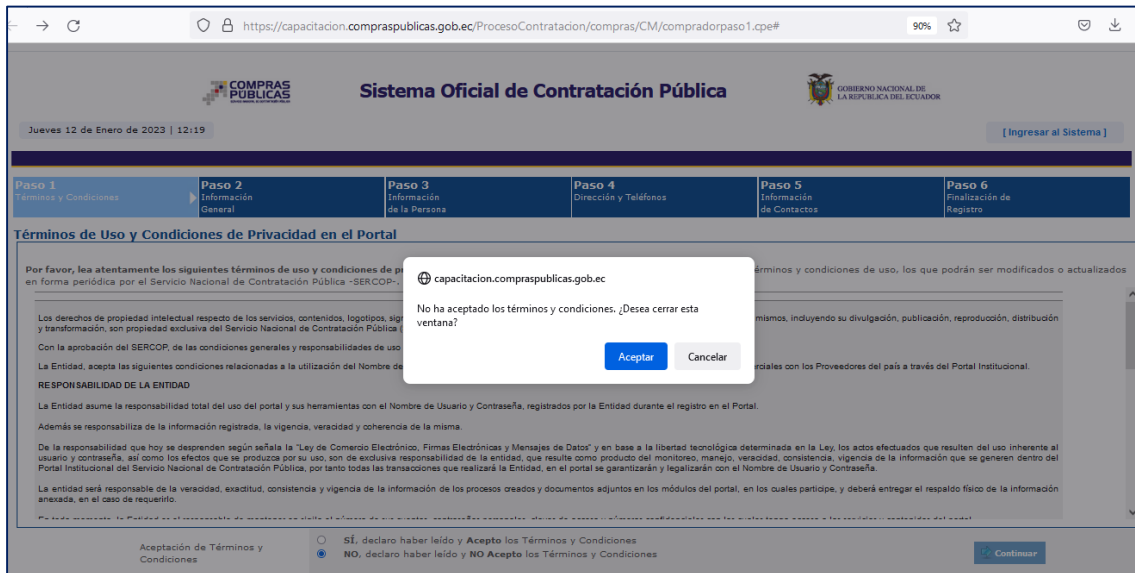 https://capacitacion.compraspublicas.gob.ec/ProcesoContratacion/compras/CM/compradorpaso1.cpe#
90%
COMPRAS
PÚBLICAS
Sistema Oficial de Contratación Pública
GOBIERNO NACIONAL DE
LA REPUBLICA DEL ECUADOR
Jueves 12 de Enero de 2023 | 12:19
[ Ingresar al Sistema ]
Paso 1
Términos y Condiciones
Paso 2
Información
General
Paso 3
Información
de la Persona
Paso 4
Dirección y Teléfonos
Paso 5
Información
de Contactos
Paso 6
Finalización de
Registro
Términos de Uso y Condiciones de Privacidad en el Portal
Por favor, lea atentamente los siguientes términos de uso y condiciones de términos y condiciones de uso, los que podrán ser modificados o actualizados
en forma periódica por el Servicio Nacional de Contratación Pública -SERCOP-.
capacitacion.compraspublicas.gob.ec
No ha aceptado los términos y condiciones. ¿Desea cerrar esta
ventana?
Aceptar
Cancelar
Los derechos de propiedad intelectual respecto de los servicios, contenidos, logotipos, mismos, incluyendo su divulgación, publicación, reproducción, distribución
y transformación, son propiedad exclusiva del Servicio Nacional de Contratación Pública
Con la aprobación del SERCOP, de las condiciones generales y responsabilidades de uso
La Entidad, acepta las siguientes condiciones relacionadas a la utilización del Nombre de con los Proveedores del país a través del Portal Institucional.
RESPONSABILIDAD DE LA ENTIDAD
La Entidad asume la responsabilidad total del uso del portal y sus herramientas con el Nombre de Usuario y Contraseña, registrados por la Entidad durante el registro en el Portal.
Además se responsabiliza de la información registrada, la vigencia, veracidad y coherencia de la misma.
De la responsabilidad que hoy se desprenden según señala la "Ley de Comercio Electrónico, Firmas Electrónicas y Mensajes de Datos" y en base a la libertad tecnológica determinada en la Ley, los actos efectuados que resulten del uso inherente al
usuario y contraseña, así como los efectos que se produzca por su uso, son de exclusiva responsabilidad de la entidad, que resulte como producto del monitoreo, manejo, veracidad, consistencia, vigencia de la información que se generen dentro del
Portal Institucional del Servicio Nacional de Contratación Pública, por tanto todas las transacciones que realizará la Entidad, en el portal se garantizarán y legalizarán con el Nombre de Usuario y Contraseña.
La entidad será responsable de la veracidad, exactitud, consistencia y vigencia de la información de los procesos creados y documentos adjuntos en los módulos del portal, en los cuales participe, y deberá entregar el respaldo físico de la información
anexada, en el caso de requerirlo.
Aceptación de Términos y
Condiciones
SÍ, declaro haber leído y Acepto los Términos y Condiciones
NO, declaro haber leído y NO Acepto los Términos y Condiciones
Continuar